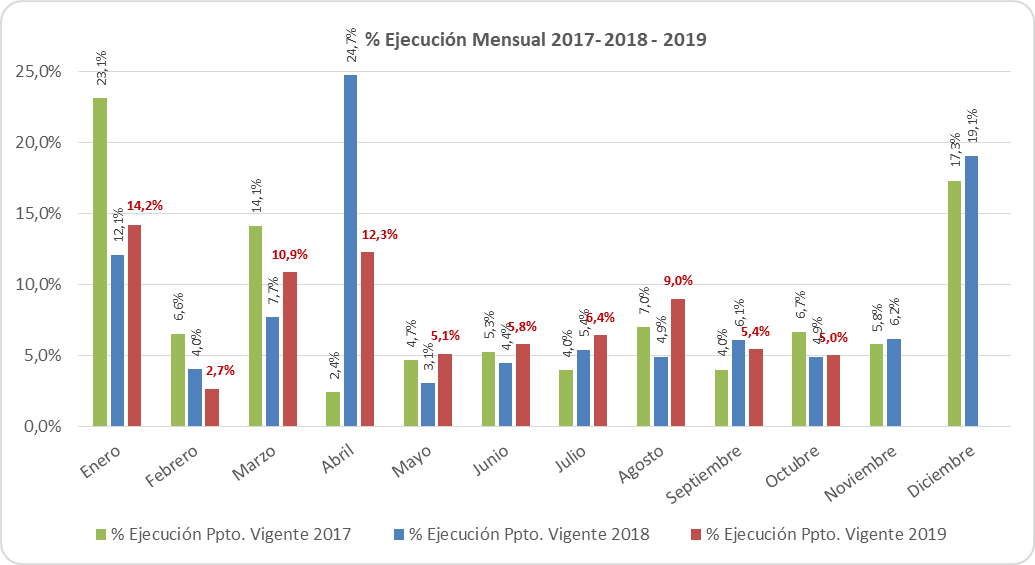 % Ejecución Mensual 2017- 2018 - 2019
25,0%
20,0%
15,0%
10,0%
5,0%
0,0%
23,1%
12,1%
14,2%
6,6%
4,0%
2,7%
14,1%
7,7%
10,9%
2,4%
24,7%
12,3%
4,7%
3,1%
5,1%
5,3%
4,4%
5,8%
4,0%
5,4%
6,4%
7,0%
4,9%
9,0%
4,0%
6,1%
5,4%
6,7%
4,9%
5,0%
5,8%
6,2%
17,3%
19,1%
Enero
Febrero
Marzo
Abril
Mayo
Junio
Julio
Agosto
Septiembre
Octubre
Noviembre
Diciembre
% Ejecución Ppto. Vigente 2017
% Ejecución Ppto. Vigente 2018
% Ejecución Ppto. Vigente 2019